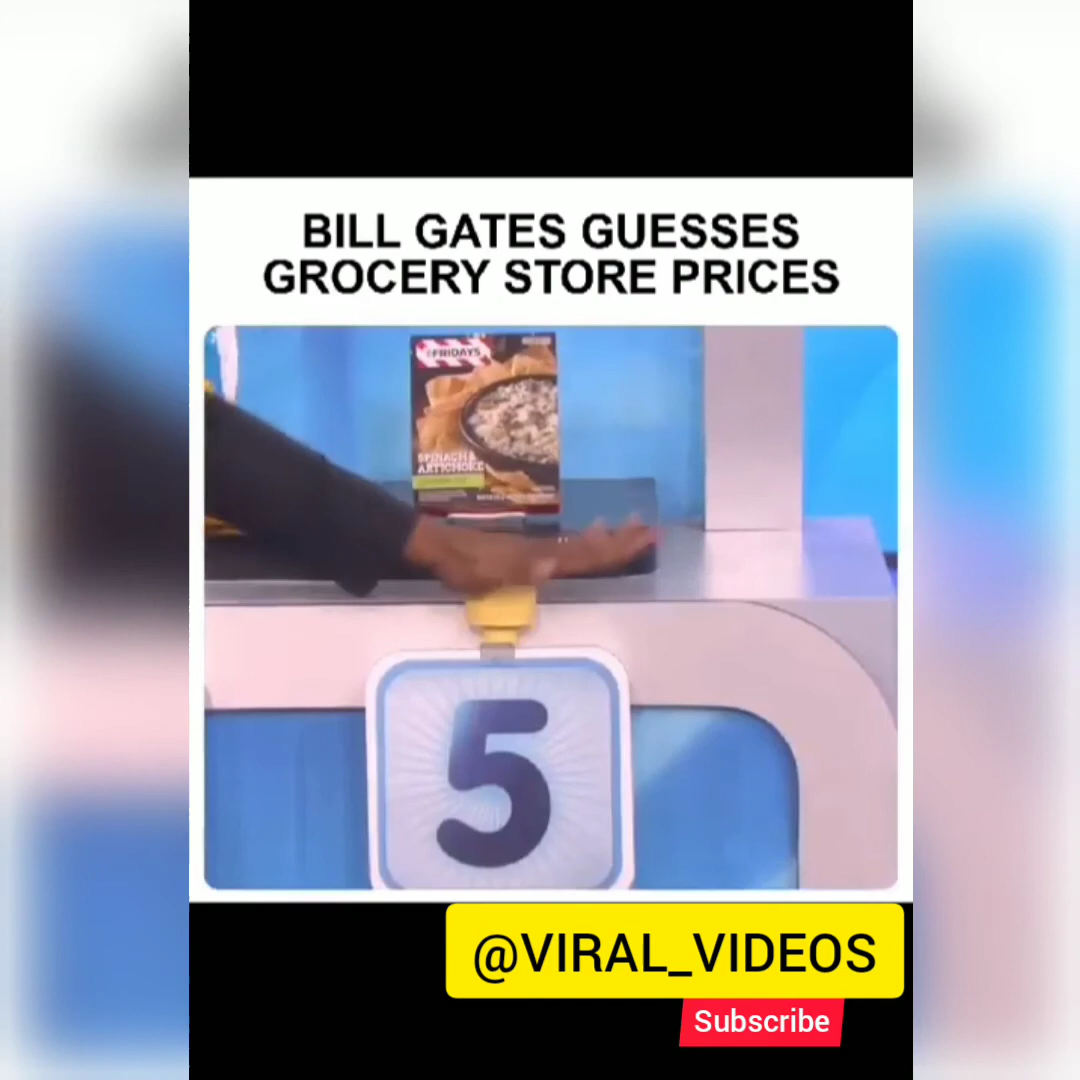 BILL GATES GUESSES
GROCERY STORE PRICES
FRIDAYS
SPINACH &
ARTICHOKE
5
@VIRAL_VIDEOS
Subscribe